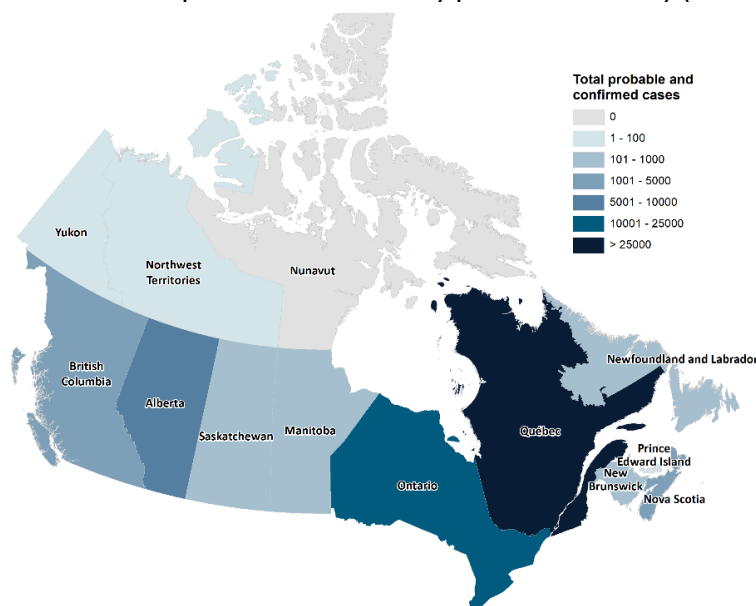 Total probable and
confirmed cases
0
1 - 100
101 - 1000
1001 - 5000
5001 - 10000
10001 - 25000
> 25000
Yukon
Northwest
Territories
Nunavut
British
Columbia
Alberta
Saskatchewan
Manitoba
Ontario
Québec
Newfoundland and Labrador
Prince
Edward Island
New
Brunswick
Nova Scotia